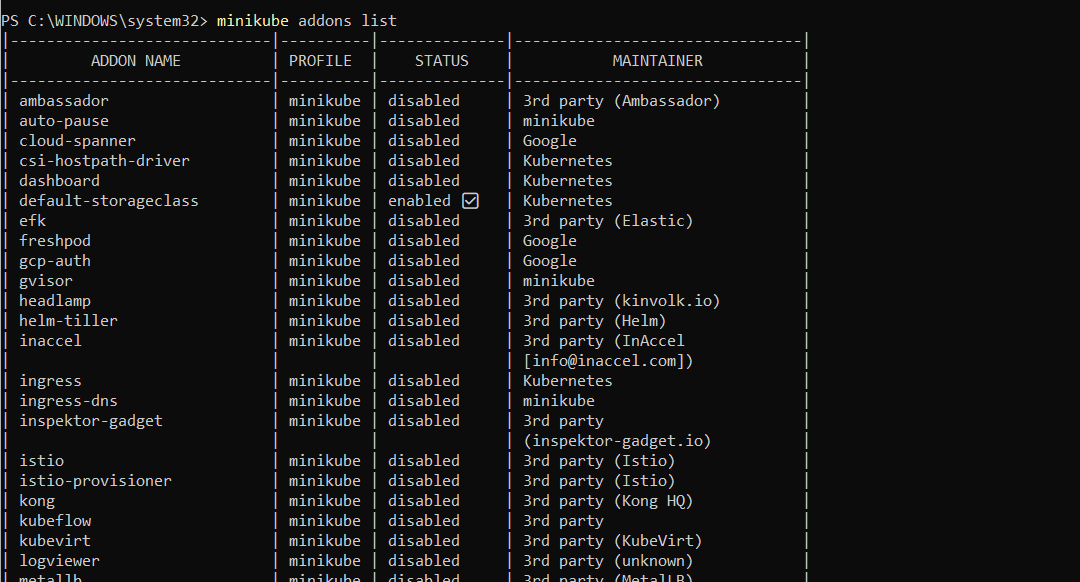 PS C:\WINDOWS\system32> minikube addons list
|-----------------------------|----------|--------------|--------------------------------|
| ADDON NAME | PROFILE | STATUS | MAINTAINER |
|-----------------------------|----------|--------------|--------------------------------|
| ambassador | minikube | disabled | 3rd party (Ambassador) |
| auto-pause | minikube | disabled | minikube |
| cloud-spanner | minikube | disabled | Google |
| csi-hostpath-driver | minikube | disabled | Kubernetes |
| dashboard | minikube | disabled | Kubernetes |
| default-storageclass | minikube | enabled ☑ | Kubernetes |
| efk | minikube | disabled | 3rd party (Elastic) |
| freshpod | minikube | disabled | Google |
| gcp-auth | minikube | disabled | Google |
| gvisor | minikube | disabled | minikube |
| headlamp | minikube | disabled | 3rd party (kinvolk.io) |
| helm-tiller | minikube | disabled | 3rd party (Helm) |
| inaccel | minikube | disabled | 3rd party (InAccel |
| | | | [info@inaccel.com]) |
| ingress | minikube | disabled | Kubernetes |
| ingress-dns | minikube | disabled | minikube |
| inspektor-gadget | minikube | disabled | 3rd party |
| | | | (inspektor-gadget.io) |
| istio | minikube | disabled | 3rd party (Istio) |
| istio-provisioner | minikube | disabled | 3rd party (Istio) |
| kong | minikube | disabled | 3rd party (Kong HQ) |
| kubeflow | minikube | disabled | 3rd party |
| kubevirt | minikube | disabled | 3rd party (KubeVirt) |
| logviewer | minikube | disabled | 3rd party (unknown) |
| metallb | minikube | disabled | 3rd party (MetalLB) |